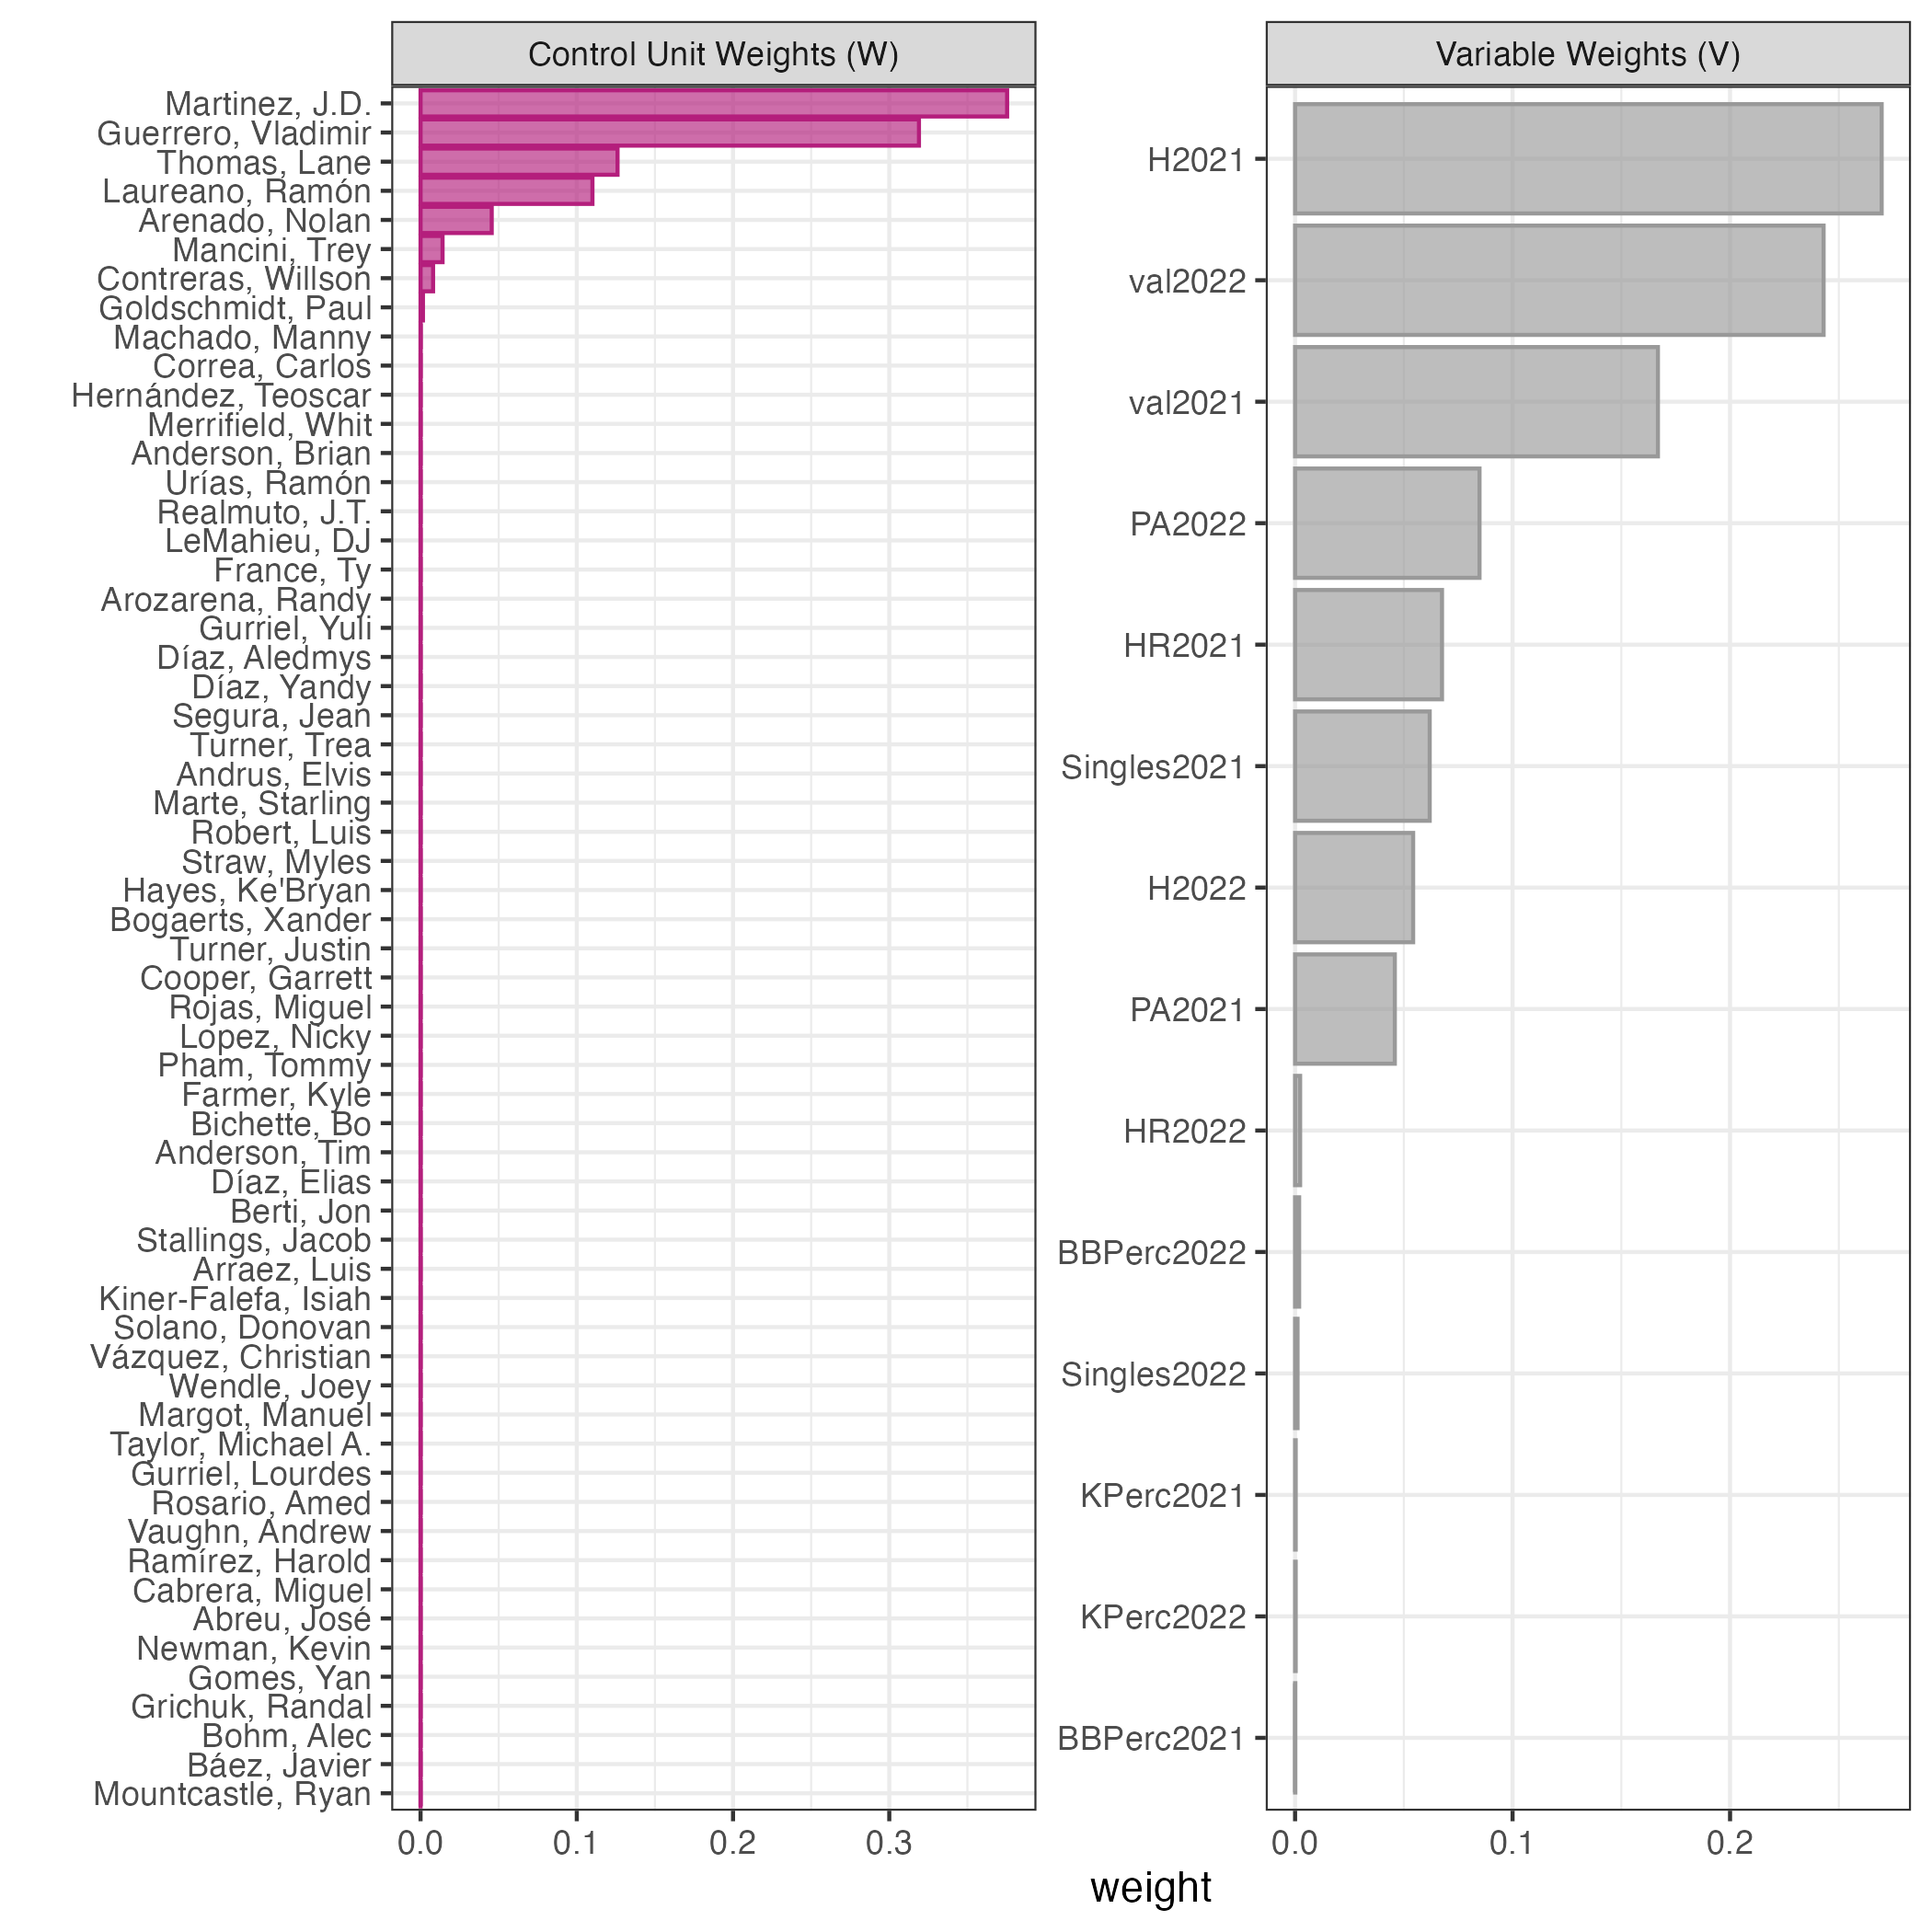 Control Unit Weights (W)
Martinez, J.D.
Guerrero, Vladimir
Thomas, Lane
Laureano, Ramón
Arenado, Nolan
Mancini, Trey
Contreras, Willson
Goldschmidt, Paul
Machado, Manny
Correa, Carlos
Hernández, Teoscar
Merrifield, Whit
Anderson, Brian
Urías, Ramón
Realmuto, J.T.
LeMahieu, DJ
France, Ty
Arozarena, Randy
Gurriel, Yuli
Díaz, Aledmys
Díaz, Yandy
Segura, Jean
Turner, Trea
Andrus, Elvis
Marte, Starling
Robert, Luis
Straw, Myles
Hayes, Ke'Bryan
Bogaerts, Xander
Turner, Justin
Cooper, Garrett
Rojas, Miguel
Lopez, Nicky
Pham, Tommy
Farmer, Kyle
Bichette, Bo
Anderson, Tim
Díaz, Elias
Berti, Jon
Stallings, Jacob
Arraez, Luis
Kiner-Falefa, Isiah
Solano, Donovan
Vázquez, Christian
Wendle, Joey
Margot, Manuel
Taylor, Michael A.
Gurriel, Lourdes
Rosario, Amed
Vaughn, Andrew
Ramírez, Harold
Cabrera, Miguel
Abreu, José
Newman, Kevin
Gomes, Yan
Grichuk, Randal
Bohm, Alec
Báez, Javier
Mountcastle, Ryan
0.0 0.1 0.2 0.3
Variable Weights (V)
H2021
val2022
val2021
PA2022
HR2021
Singles2021
H2022
PA2021
HR2022
BBPerc2022
Singles2022
KPerc2021
KPerc2022
BBPerc2021
0.0 0.1 0.2
weight